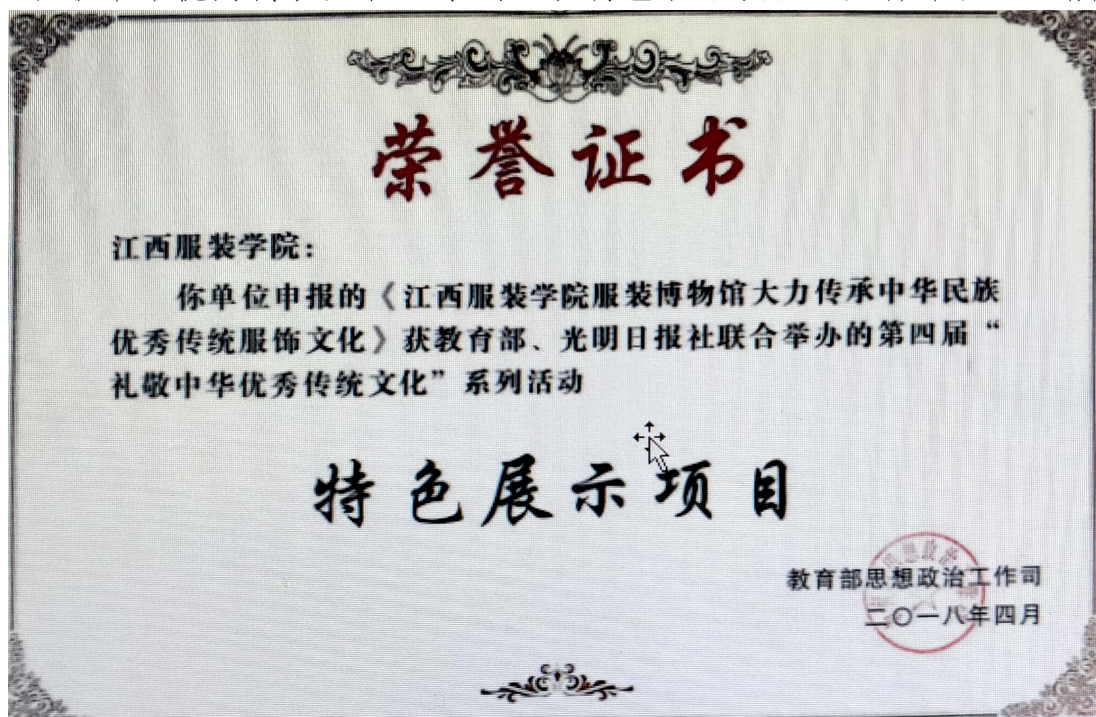 荣誉证书
江西服装学院：
你单位申报的《江西服装学院服装博物馆大力传承中华民族
优秀传统服饰文化》获教育部、光明日报社联合举办的第四届“
礼敬中华优秀传统文化”系列活动
特色展示项目
教育部思想政治工作司
二〇一八年四月